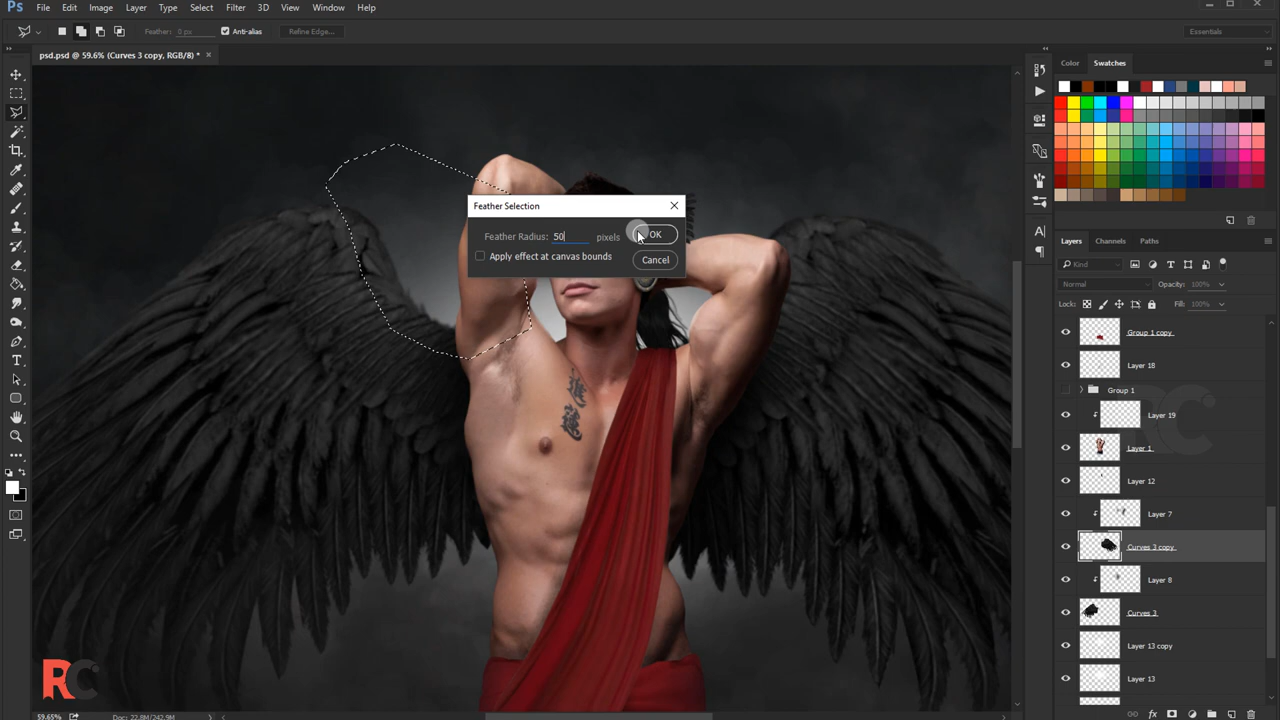 Ps File Edit Image Layer Type Select Filter 3D View Window Help
Feather: 0 px Anti-alias Refine Edge... Essentials
psd.psd @ 59.6% (Curves 3 copy, RGB/8) * ×
Color Swatches
Feather Selection
Feather Radius: 50 pixels OK
Apply effect at canvas bounds Cancel
進
Layers Channels Paths
Kind
Normal Opacity: 100%
Lock: Fill: 100%
Group 1 copy
Layer 18
Group 1
Layer 19
Layer 1
Layer 12
Layer 7
Curves 3 copy
Layer 8
Curves 3
Layer 13 copy
Layer 13
RC
RC
59.65% Doc: 22.8M/242.9M